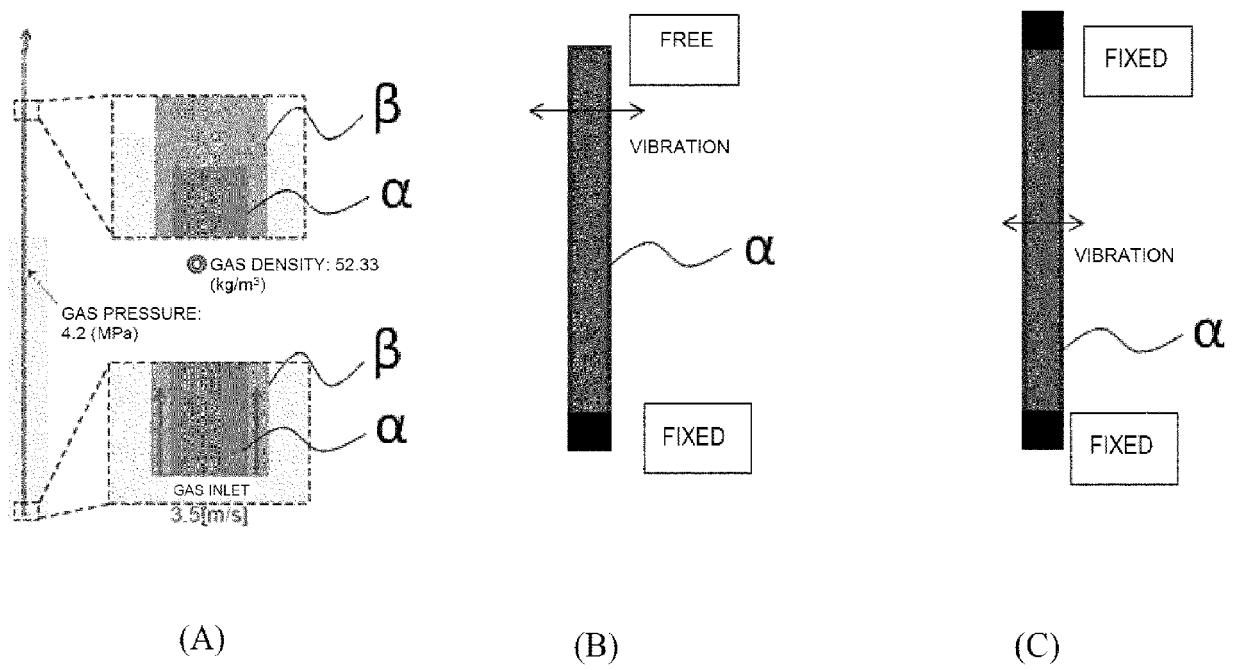 β
α
GAS DENSITY: 52.33
(kg/m³)
GAS PRESSURE:
4.2 (MPa)
β
α
GAS INLET
3.5[m/s]
(A)
FREE
VIBRATION
α
FIXED
(B)
FIXED
VIBRATION
α
FIXED
(C)